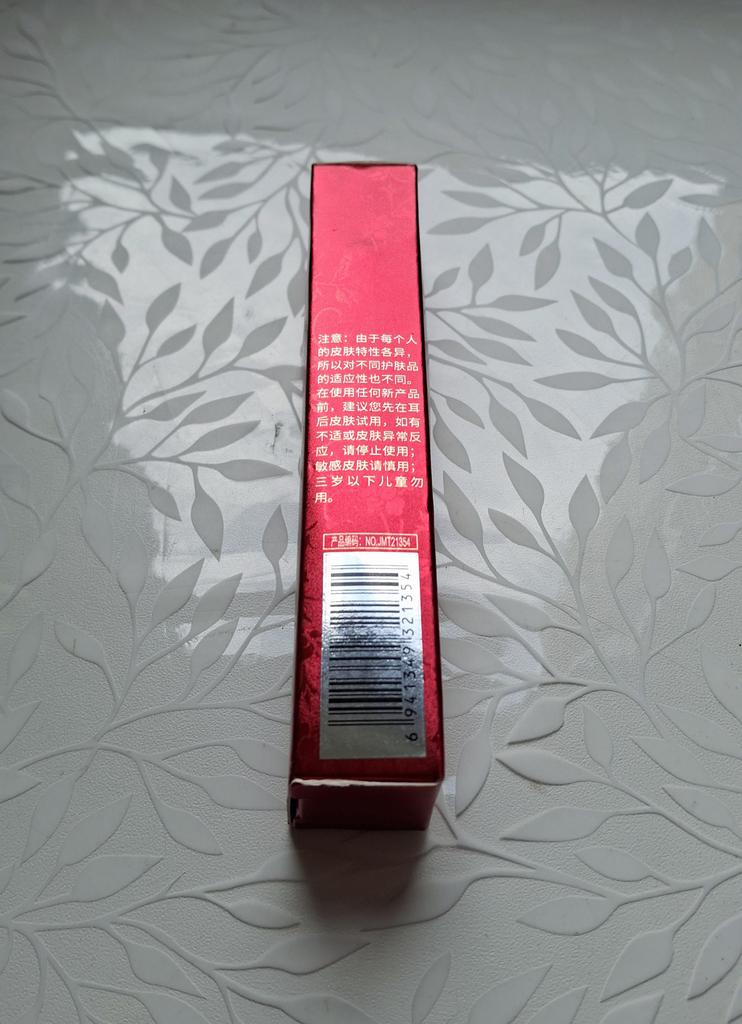 注意：由于每个人
的皮肤特性各异，
所以对不同护肤品
的适应性也不同。
在使用任何新产品
前，建议您先在耳
后皮肤试用，如有
不适或皮肤异常反
应，请停止使用；
敏感皮肤请慎用；
三岁以下儿童勿
用。
产品编码：NO.JMT21354
6941349321354